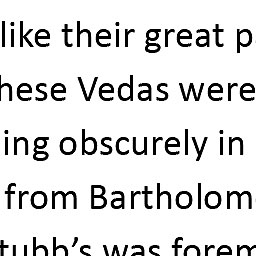 like their great p
hese Vedas were
ing obscurely in
from Bartholom
tubb's was forem